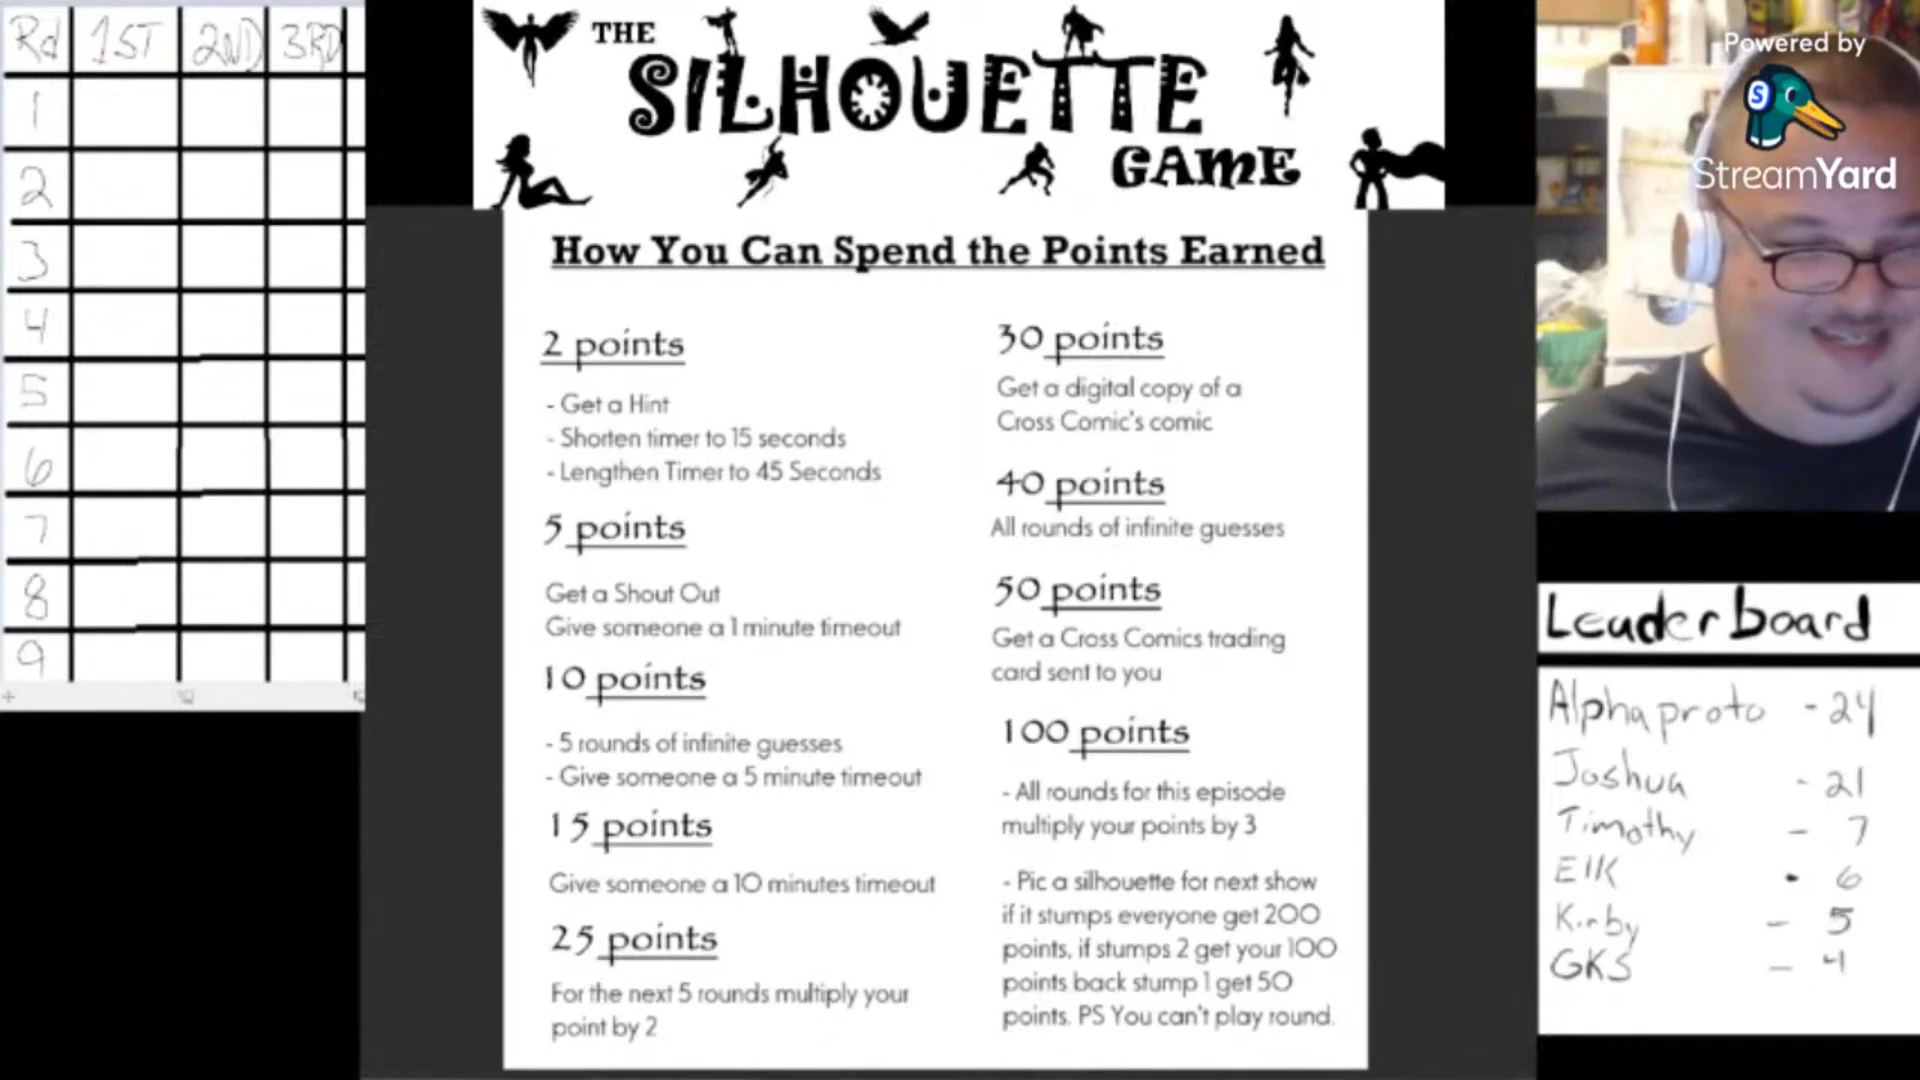 Rd 1ST 2ND 3RD
1
2
3
4
5
6
7
8
9
THE
SILHOUETTE
GAME
How You Can Spend the Points Earned
2 points
- Get a Hint
- Shorten timer to 15 seconds
- Lengthen Timer to 45 Seconds
5 points
Get a Shout Out
Give someone a 1 minute timeout
10 points
- 5 rounds of infinite guesses
- Give someone a 5 minute timeout
15 points
Give someone a 10 minutes timeout
25 points
For the next 5 rounds multiply your
point by 2
30 points
Get a digital copy of a
Cross Comic's comic
40 points
All rounds of infinite guesses
50 points
Get a Cross Comics trading
card sent to you
100 points
- All rounds for this episode
multiply your points by 3
- Pic a silhouette for next show
if it stumps everyone get 200
points, if stumps 2 get your 100
points back stump 1 get 50
points. PS You can't play round.
Powered by
S
StreamYard
Leaderboard
Alphaproto - 24
Joshua - 21
Timothy - 7
Elk - 6
Kirby - 5
GKS - 4